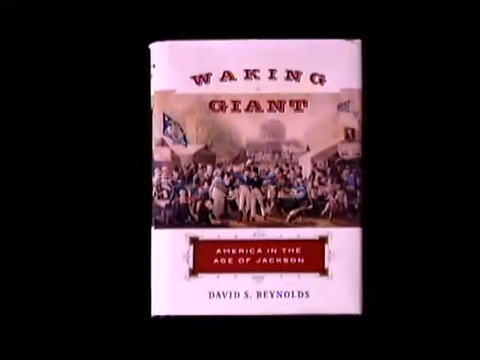 WAKING
GIANT
AMERICA IN THE
AGE OF JACKSON
DAVID S. REYNOLDS